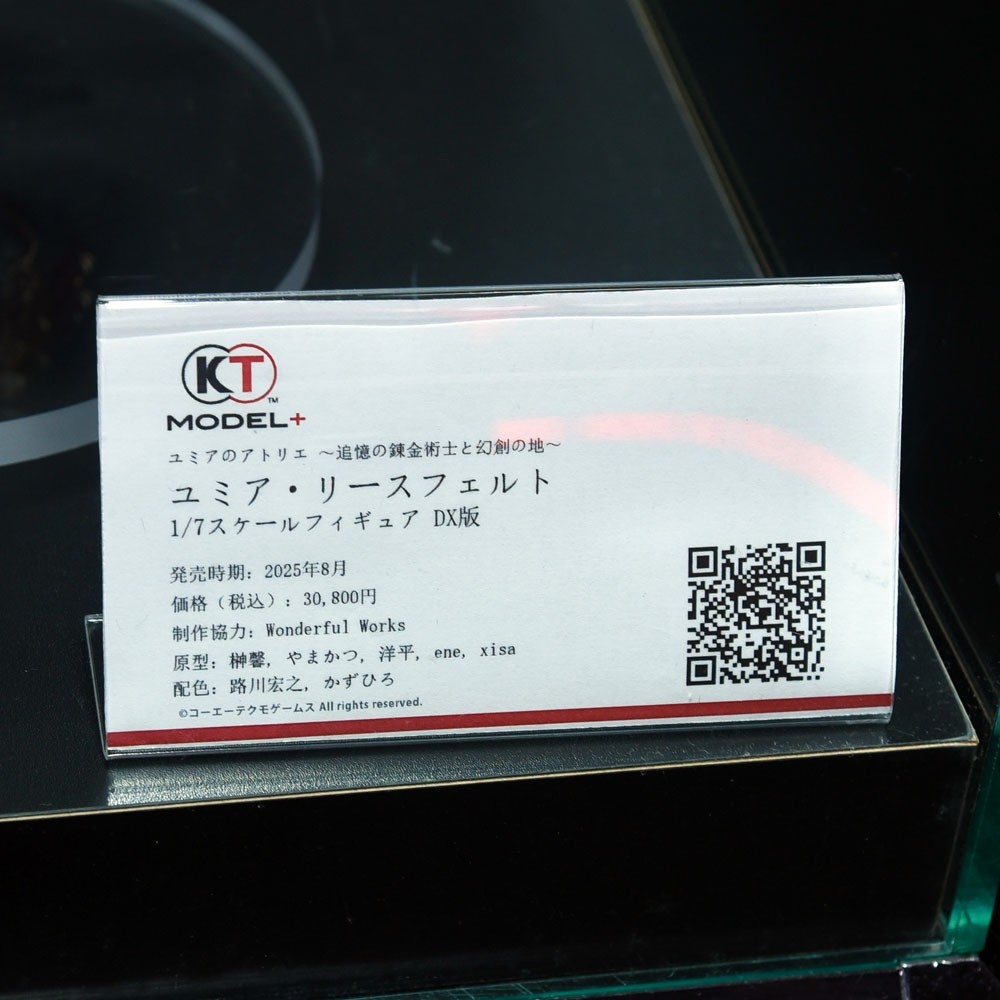 KT TM
MODEL+
ユミアのアトリエ ～追憶の錬金術士と幻創の地～
ユミア・リースフェルト
1/7スケールフィギュア DX版
発売時期: 2025年8月
価格（税込）: 30,800円
制作協力: Wonderful Works
原型: 榊馨, やまかつ, 洋平, ene, xisa
配色: 路川宏之, かずひろ
©コーエーテクモゲームス All rights reserved.